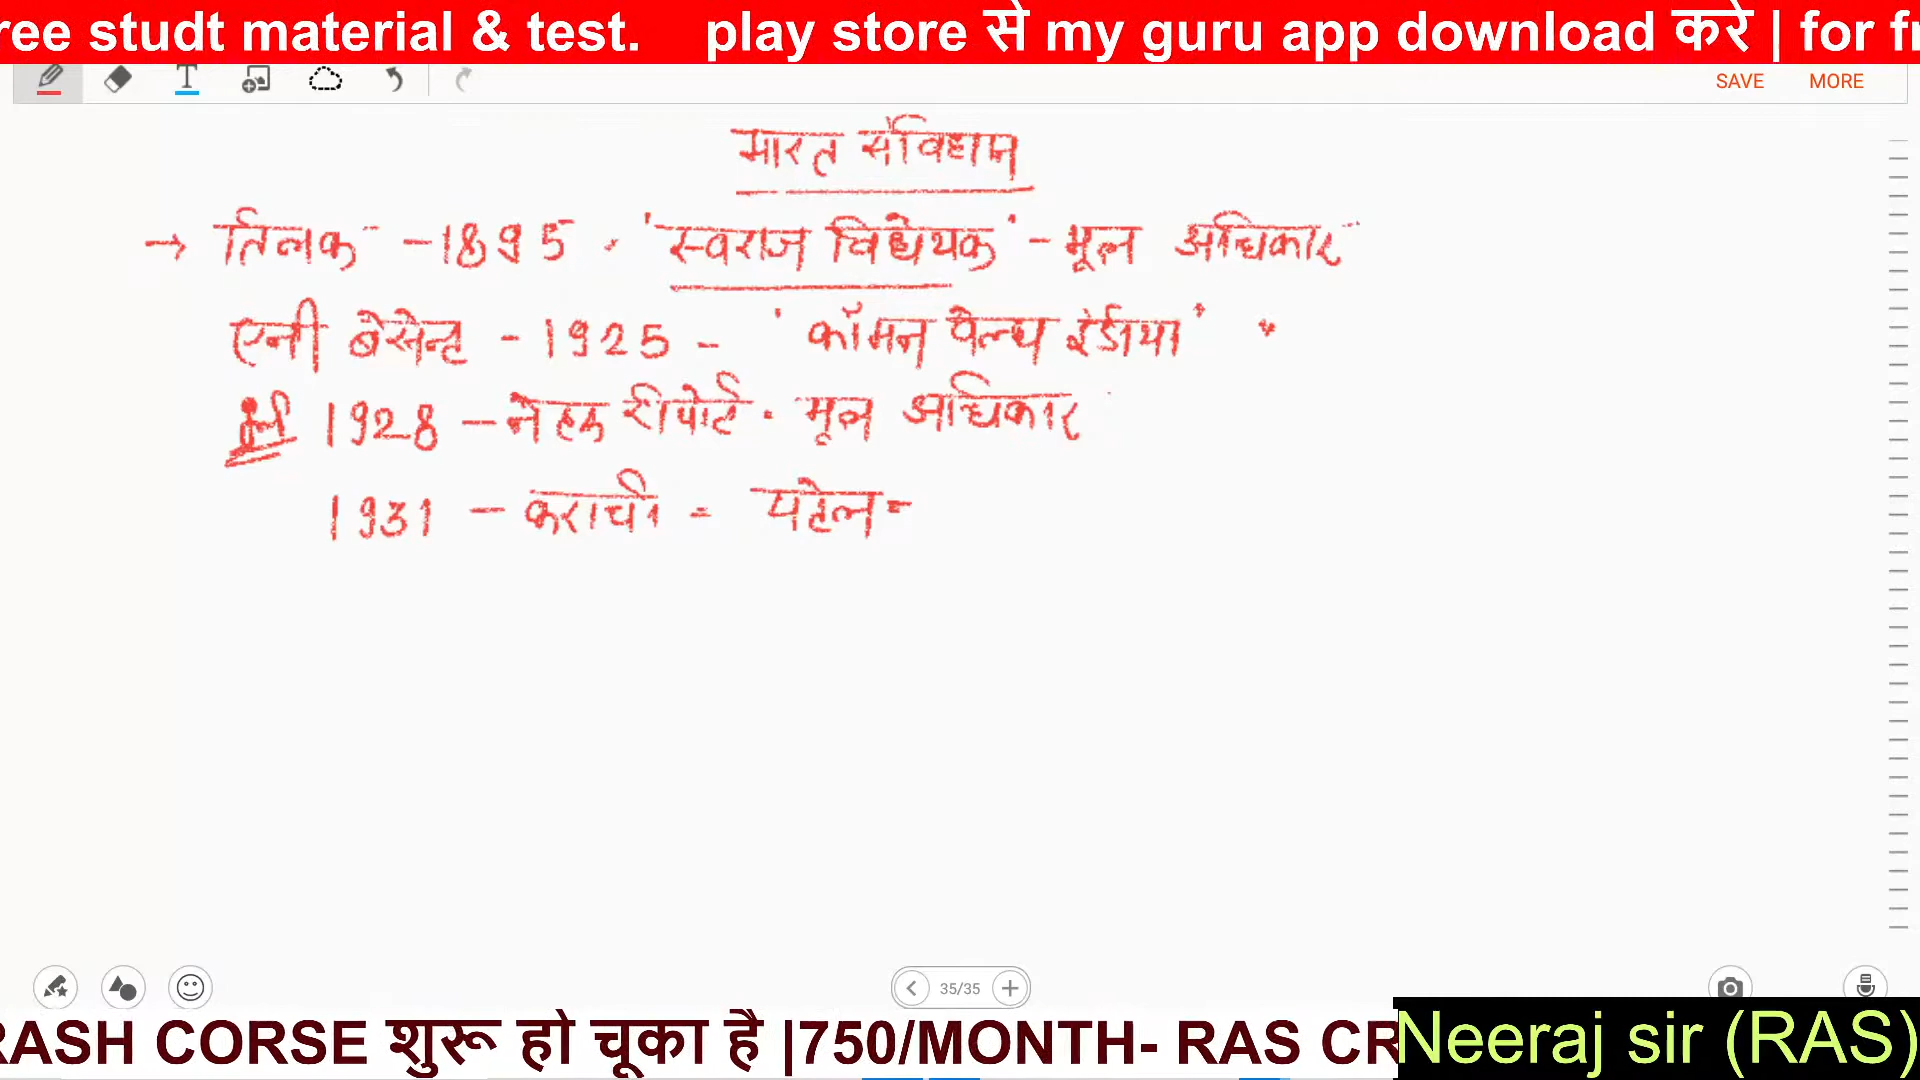 ree studt material & test. play store से my guru app download करे | for fr
SAVE MORE
भारत संविधान
→ तिलक - 1895 . 'स्वराज विधेयक' - मूल अधिकार
एनी बेसेन्ट - 1925 - 'कॉमन वेल्थ इंडीया' "
1928 - नेहरू रीपोर्ट . मूल अधिकार
1931 - कराची = पटेल =
35/35
RASH CORSE शुरू हो चूका है |750/MONTH- RAS CR
Neeraj sir (RAS)